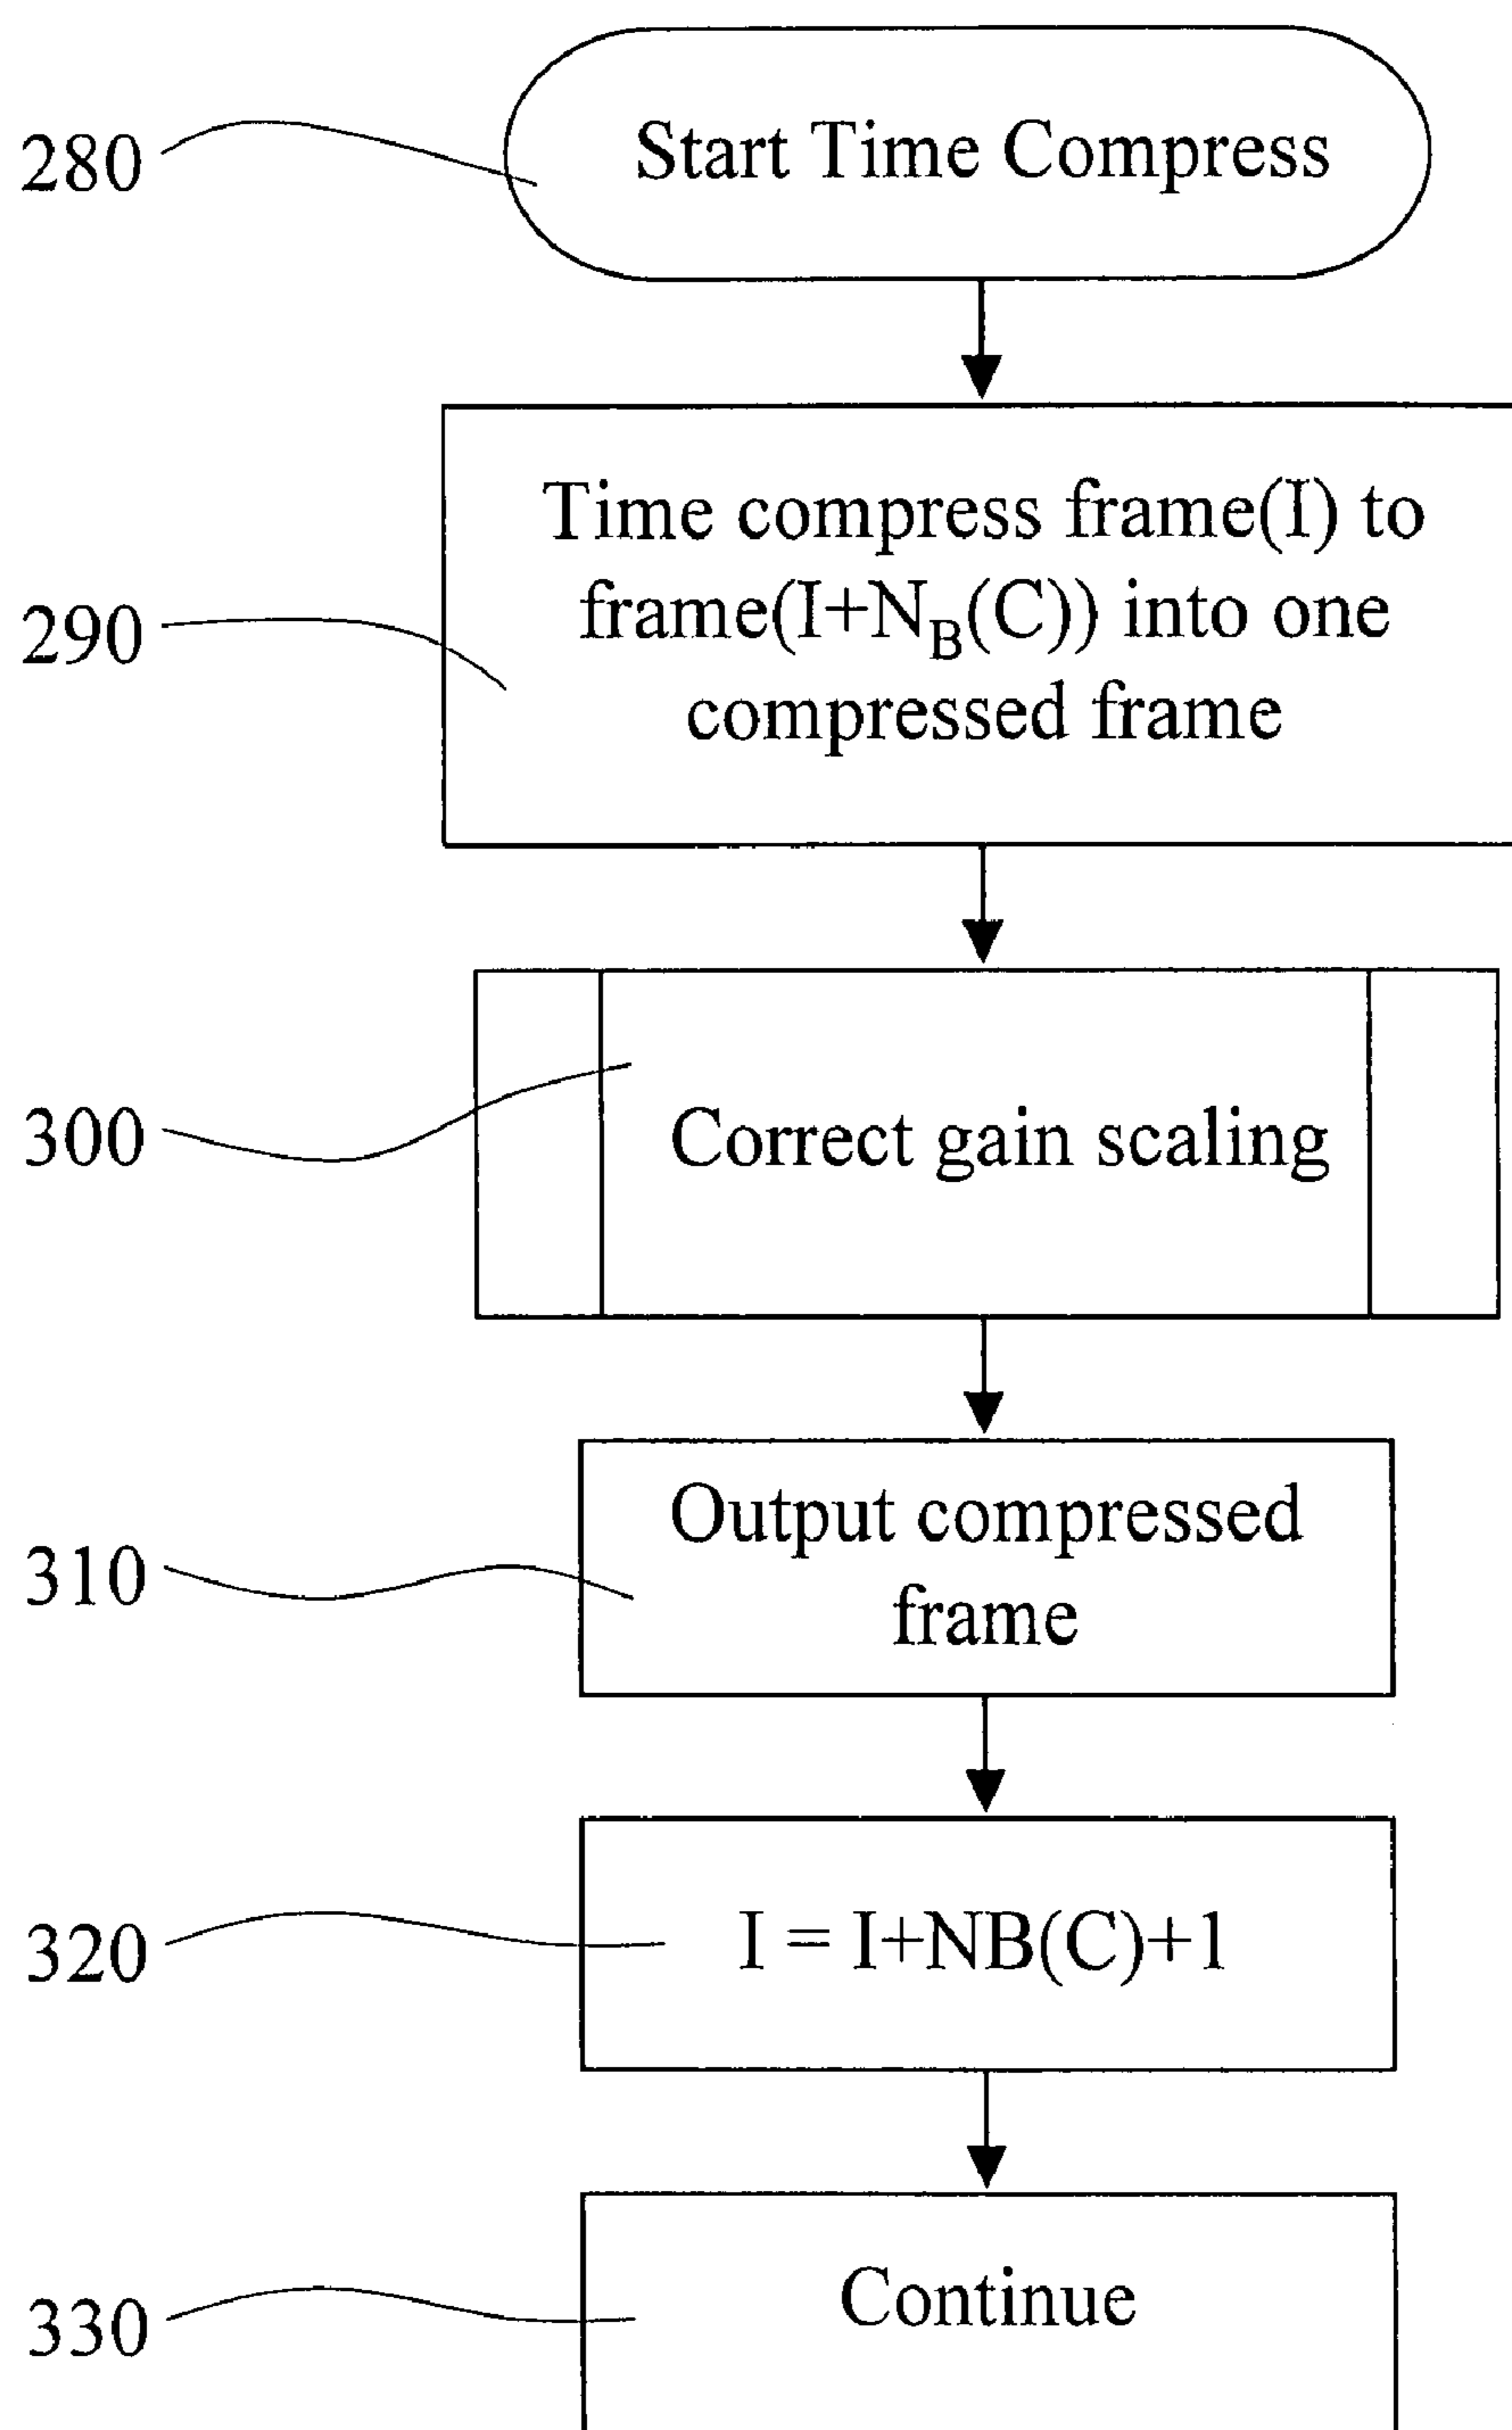 280
Start Time Compress
290
Time compress frame(I) to
frame(I+N_B(C)) into one
compressed frame
300
Correct gain scaling
310
Output compressed
frame
320
I = I+NB(C)+1
330
Continue